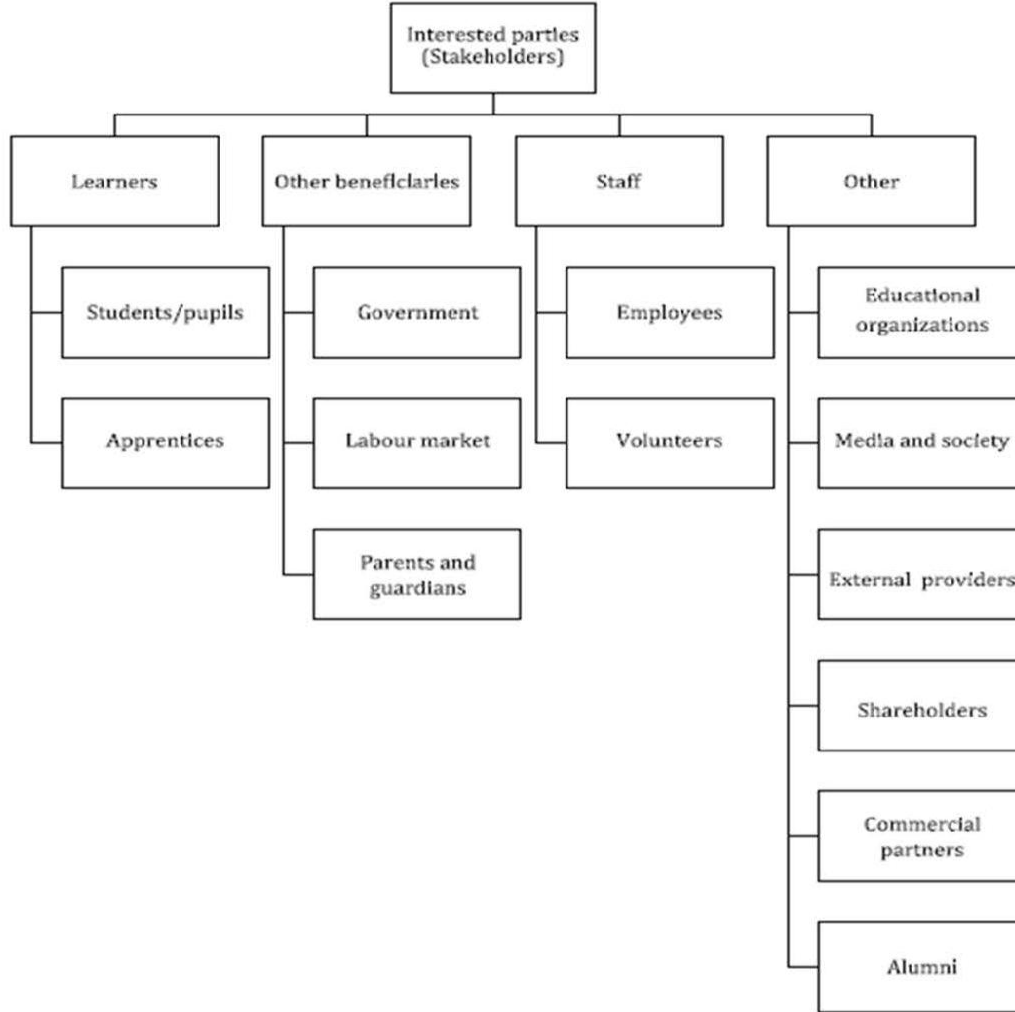 Interested parties
(Stakeholders)
Learners
Other beneficiaries
Staff
Other
Students/pupils
Government
Employees
Educational
organizations
Apprentices
Labour market
Volunteers
Media and society
Parents and
guardians
External providers
Shareholders
Commercial
partners
Alumni